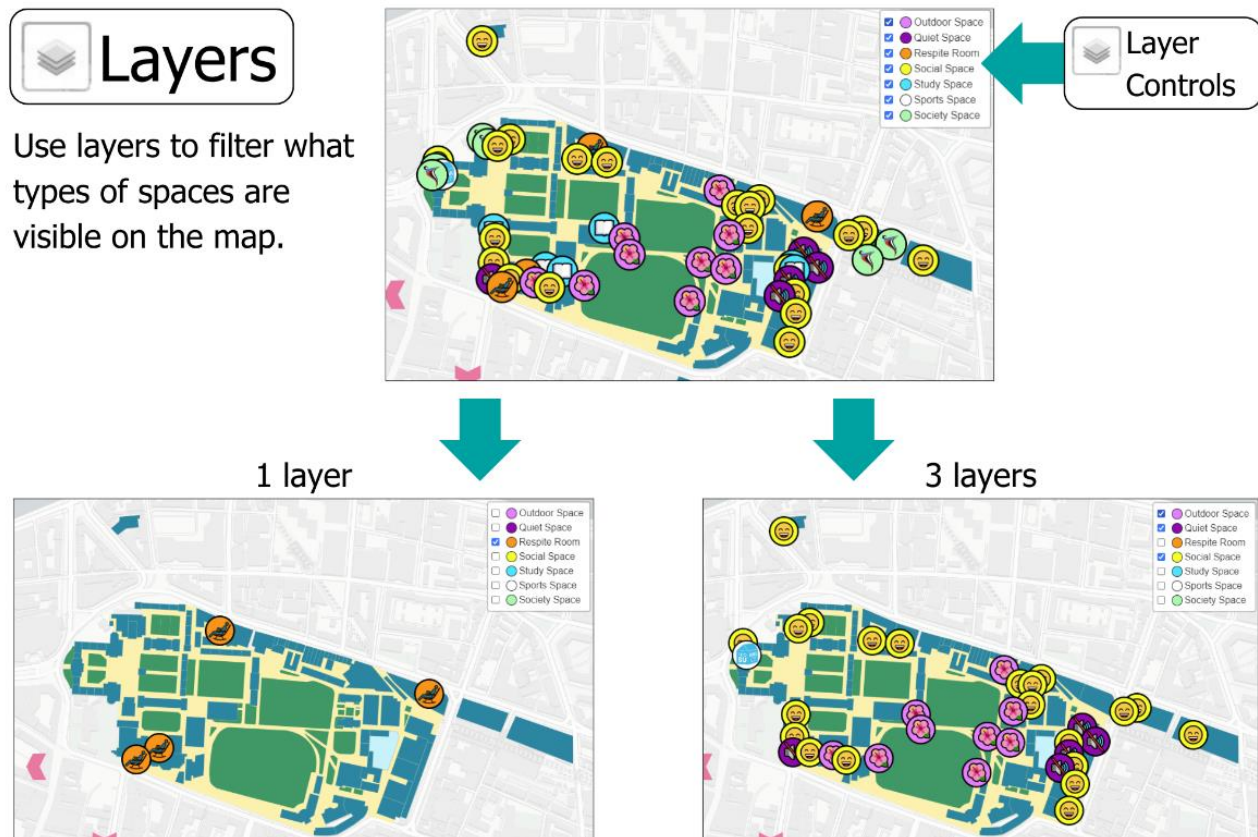 Layers
Use layers to filter what
types of spaces are
visible on the map.
Outdoor Space
Quiet Space
Respite Room
Social Space
Study Space
Sports Space
Society Space
Layer
Controls
1 layer
Outdoor Space
Quiet Space
Respite Room
Social Space
Study Space
Sports Space
Society Space
3 layers
Outdoor Space
Quiet Space
Respite Room
Social Space
Study Space
Sports Space
Society Space